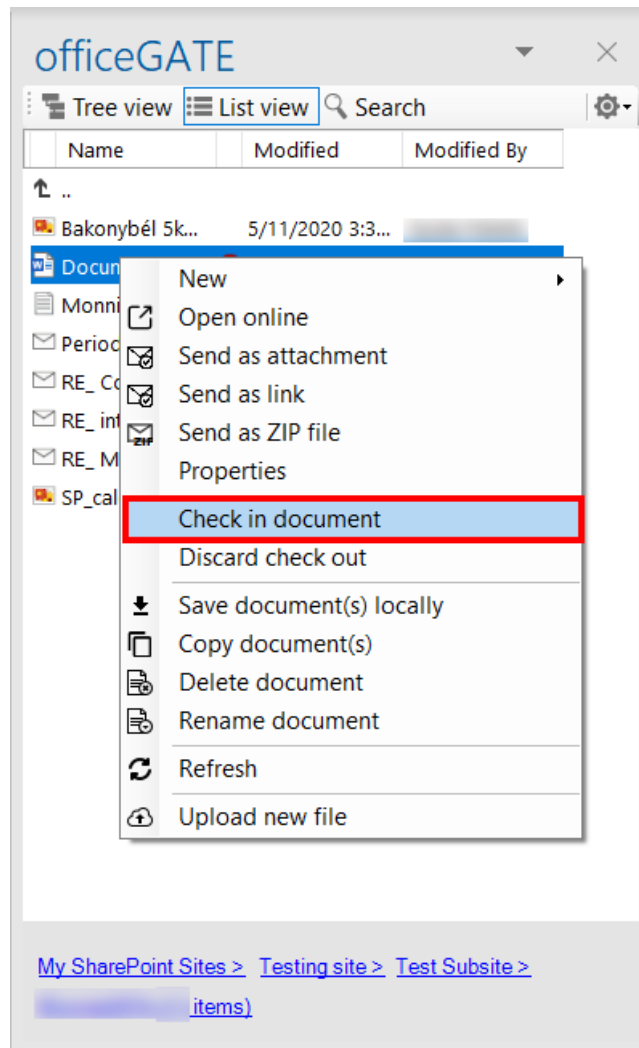 officeGATE
Tree view List view Search
Name Modified Modified By
..
Bakonybél 5k... 5/11/2020 3:3...
Docun
Monni
Period
RE_ Co
RE_ int
RE_ M
SP_cal
New
Open online
Send as attachment
Send as link
ZIP Send as ZIP file
Properties
Check in document
Discard check out
Save document(s) locally
Copy document(s)
Delete document
Rename document
Refresh
Upload new file
My SharePoint Sites > Testing site > Test Subsite >
items)